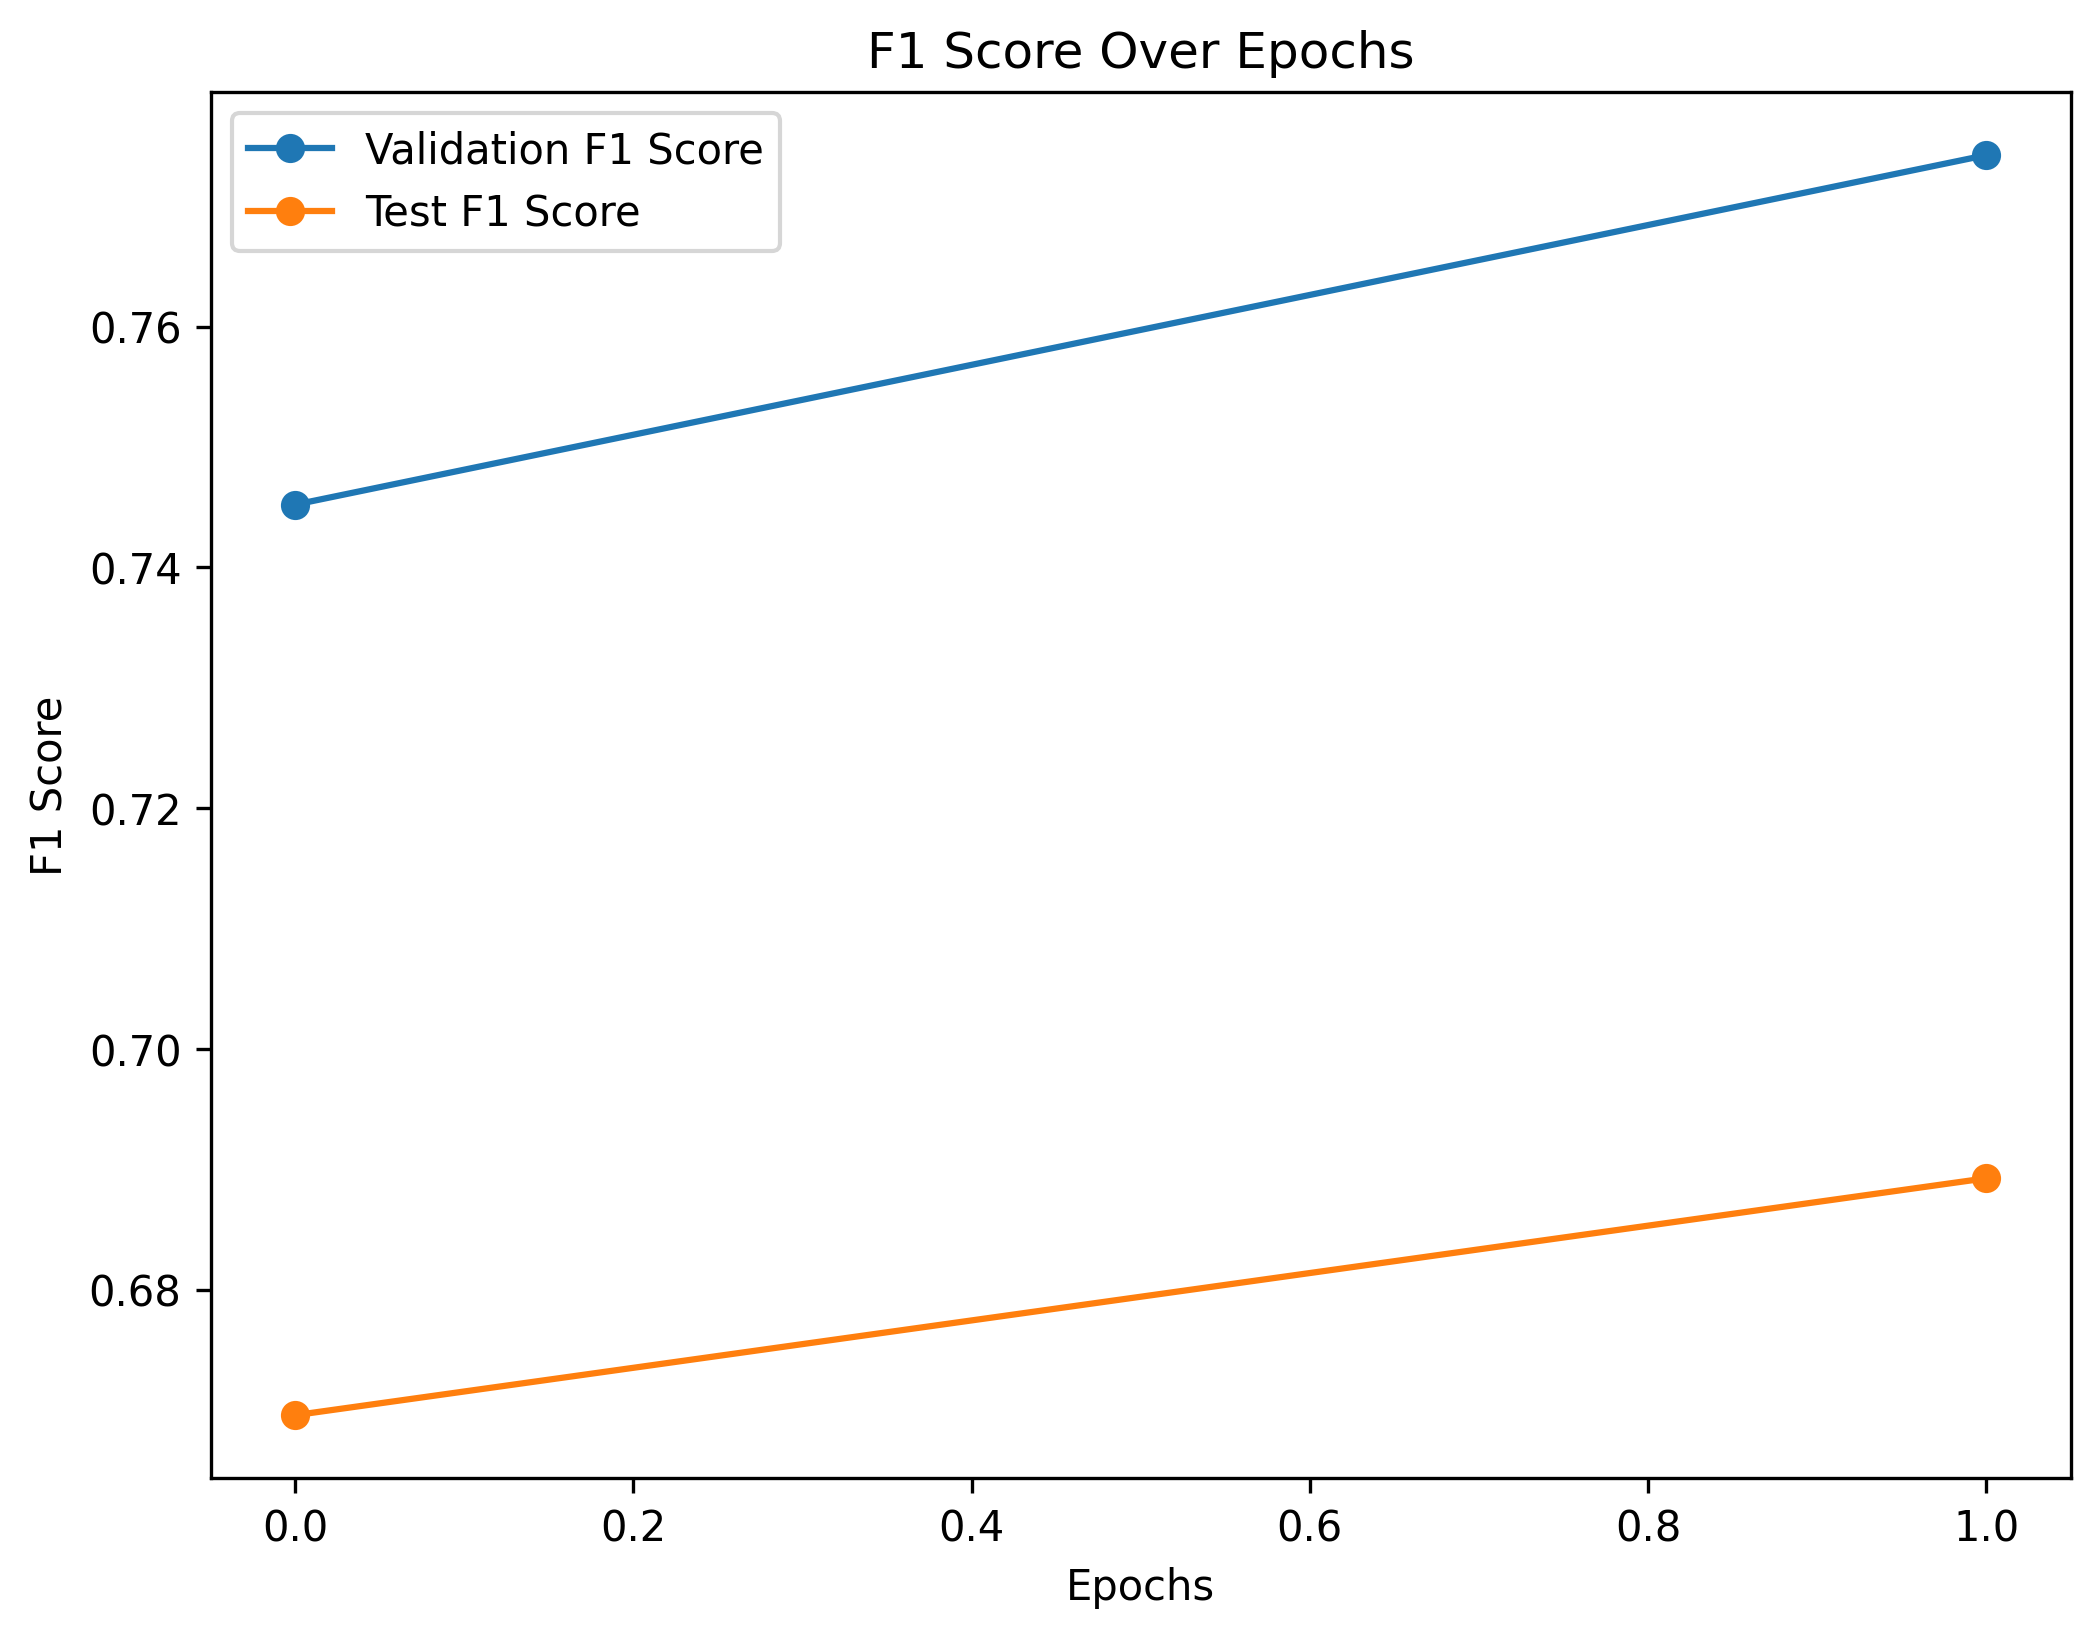 F1 Score Over Epochs
Validation F1 Score
Test F1 Score
F1 Score
0.76
0.74
0.72
0.70
0.68
0.0 0.2 0.4 0.6 0.8 1.0
Epochs